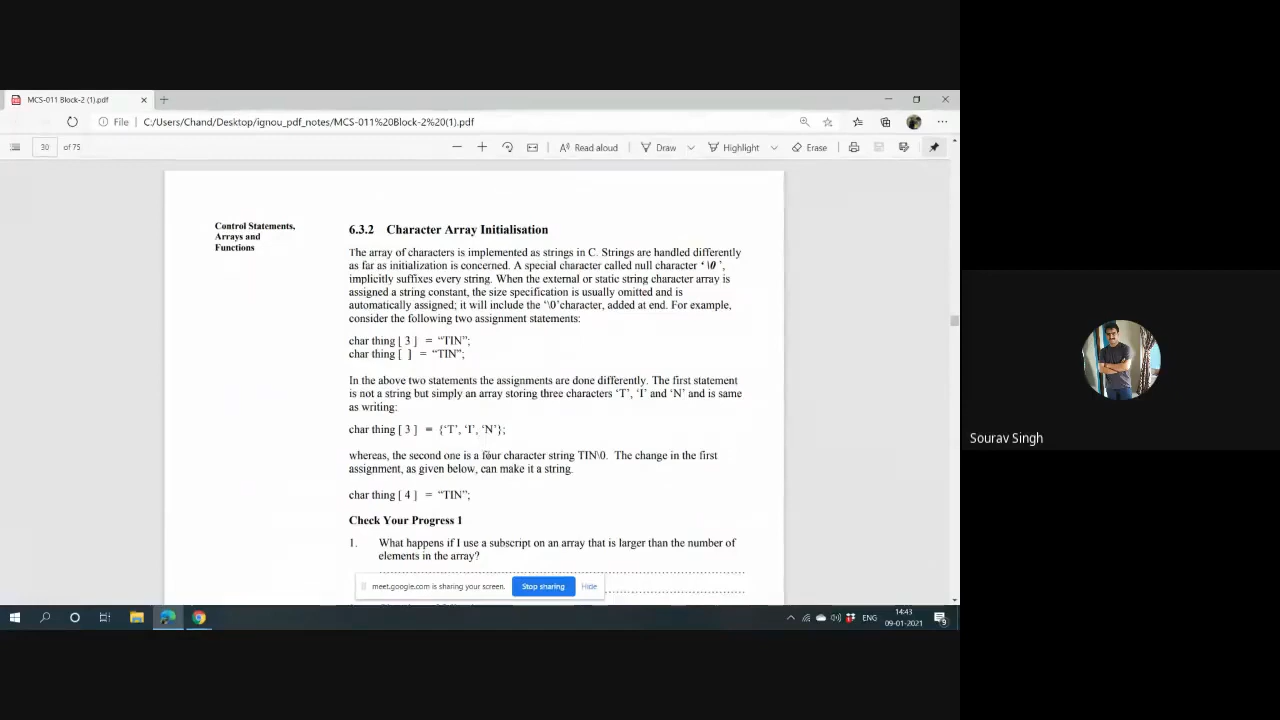 MCS-011 Block-2 (1).pdf
File
C:/Users/Chand/Desktop/ignou_pdf_notes/MCS-011%20Block-2%20(1).pdf
30 of 75
Read aloud
Draw
Highlight
Erase
Control Statements,
Arrays and
Functions
6.3.2 Character Array Initialisation
The array of characters is implemented as strings in C. Strings are handled differently
as far as initialization is concerned. A special character called null character ‘ \0 ’,
implicitly suffixes every string. When the external or static string character array is
assigned a string constant, the size specification is usually omitted and is
automatically assigned; it will include the ‘\0’character, added at end. For example,
consider the following two assignment statements:
char thing [ 3 ] = “TIN”;
char thing [ ] = “TIN”;
In the above two statements the assignments are done differently. The first statement
is not a string but simply an array storing three characters ‘T’, ‘I’ and ‘N’ and is same
as writing:
char thing [ 3 ] = {‘T’, ‘I’, ‘N’};
whereas, the second one is a four character string TIN\0. The change in the first
assignment, as given below, can make it a string.
char thing [ 4 ] = “TIN”;
Check Your Progress 1
1. What happens if I use a subscript on an array that is larger than the number of
elements in the array?
meet.google.com is sharing your screen.
Stop sharing
Hide
ENG
14:43
09-01-2021
Sourav Singh